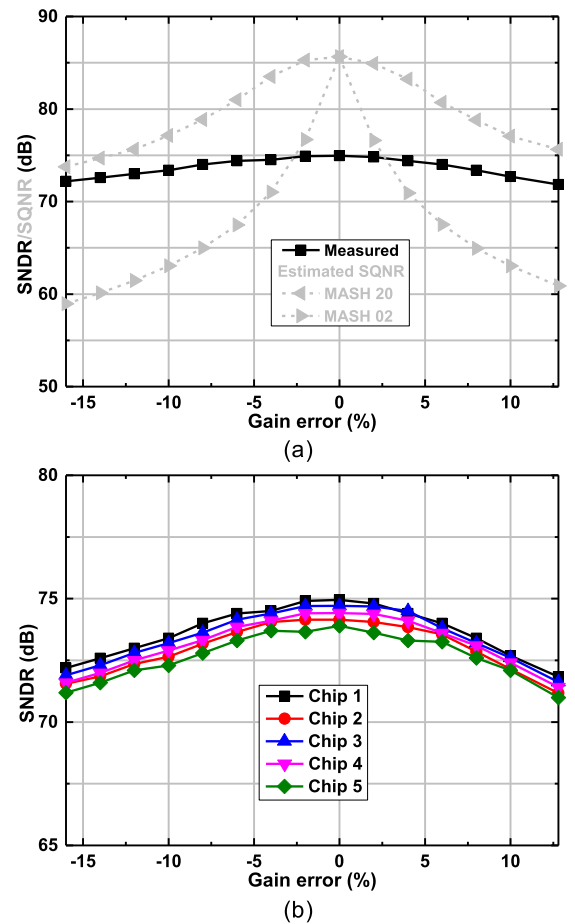 90
80
70
60
50
SNDR/SQNR (dB)
Measured
Estimated SQNR
MASH 20
MASH 02
-15 -10 -5 0 5 10
Gain error (%)
(a)
80
75
70
65
SNDR (dB)
Chip 1
Chip 2
Chip 3
Chip 4
Chip 5
-15 -10 -5 0 5 10
Gain error (%)
(b)